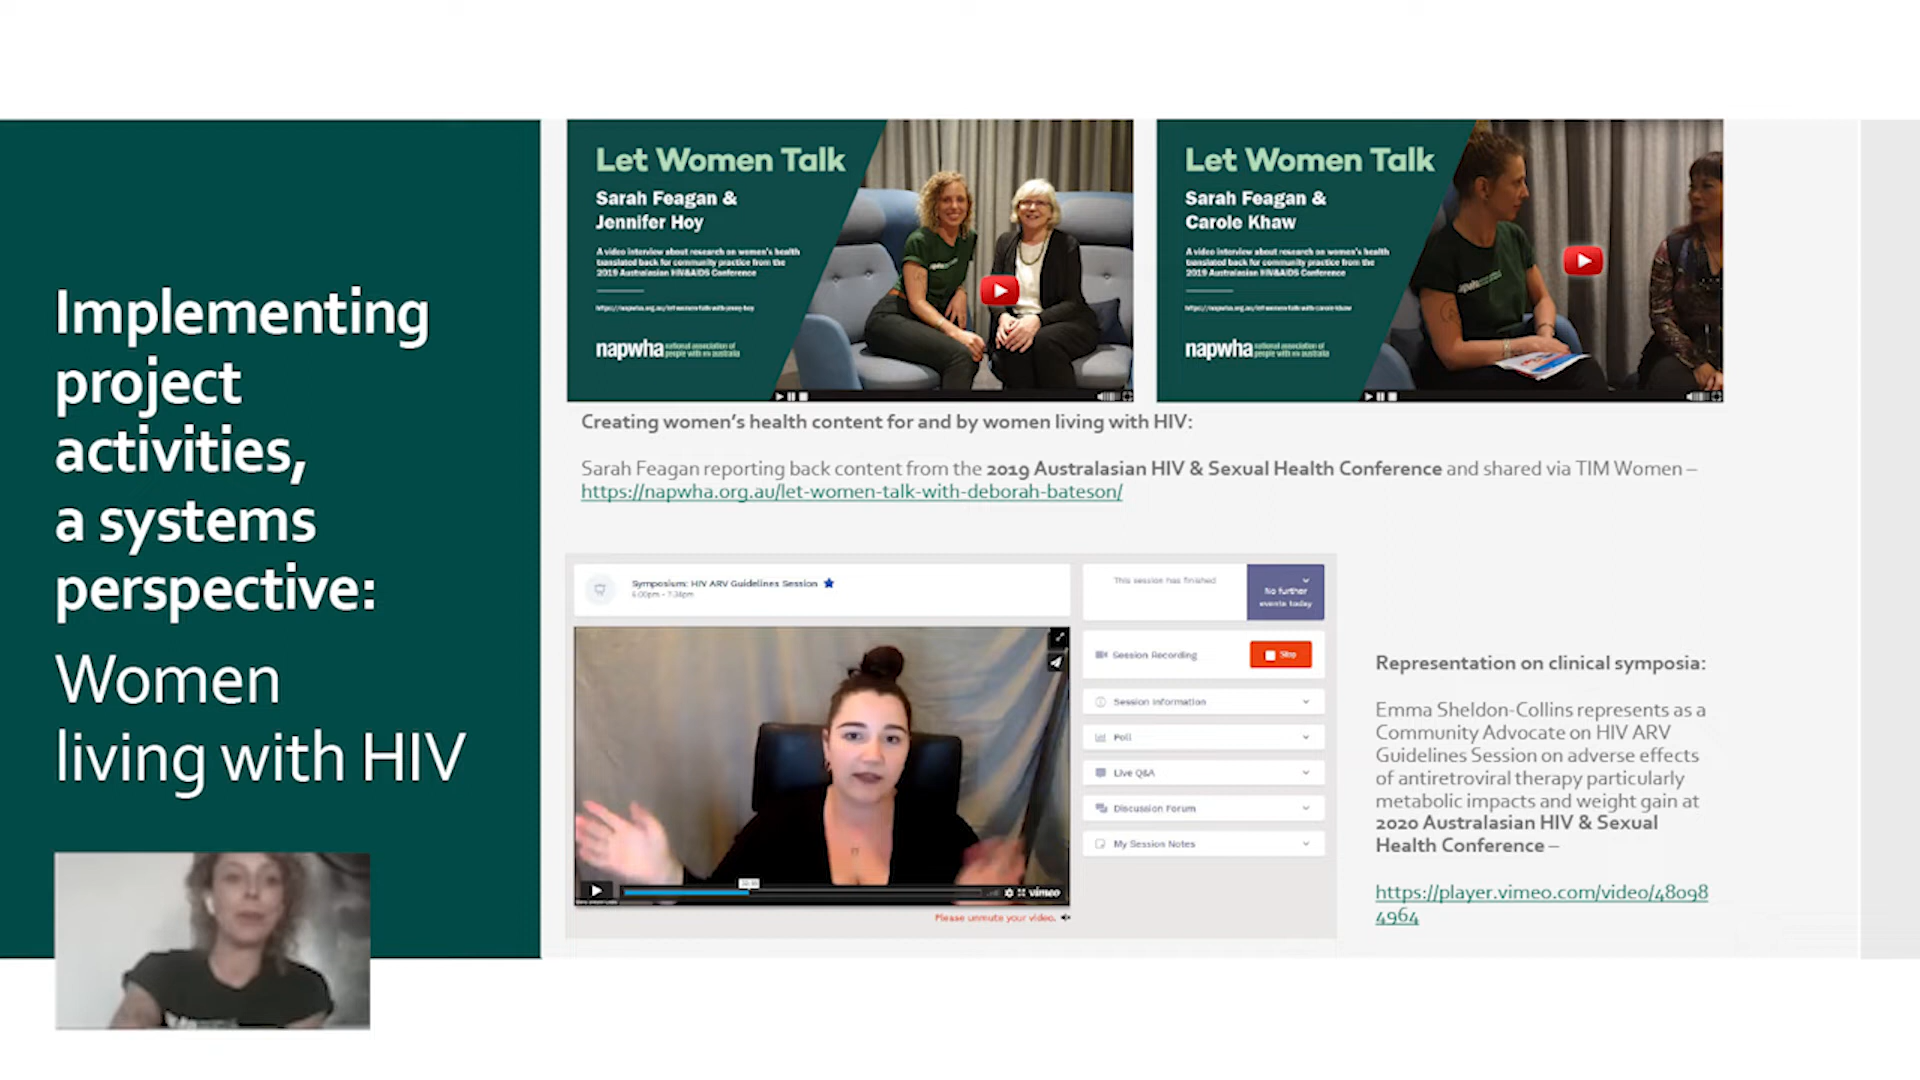 Implementing
project
activities,
a systems
perspective:
Women
living with HIV
Let Women Talk
Sarah Feagan &
Jennifer Hoy
A video interview about research on women's health
translated back for community practice from the
2019 Australasian HIV&AIDS Conference
https://napwha.org.au/let-women-talk-with-jenny-hoy
napwha national association of
people with hiv australia
Let Women Talk
Sarah Feagan &
Carole Khaw
A video interview about research on women's health
translated back for community practice from the
2019 Australasian HIV&AIDS Conference
https://napwha.org.au/let-women-talk-with-carole-khaw
napwha national association of
people with hiv australia
Creating women's health content for and by women living with HIV:
Sarah Feagan reporting back content from the 2019 Australasian HIV & Sexual Health Conference and shared via TIM Women –
https://napwha.org.au/let-women-talk-with-deborah-bateson/
Symposium: HIV ARV Guidelines Session
6:00pm - 7:34pm
This session has finished
No further
events today
Session Recording
Stop
Session Information
Poll
Live Q&A
Discussion Forum
My Session Notes
vimeo
Please unmute your video.
Representation on clinical symposia:
Emma Sheldon-Collins represents as a
Community Advocate on HIV ARV
Guidelines Session on adverse effects
of antiretroviral therapy particularly
metabolic impacts and weight gain at
2020 Australasian HIV & Sexual
Health Conference –
https://player.vimeo.com/video/48098
4964